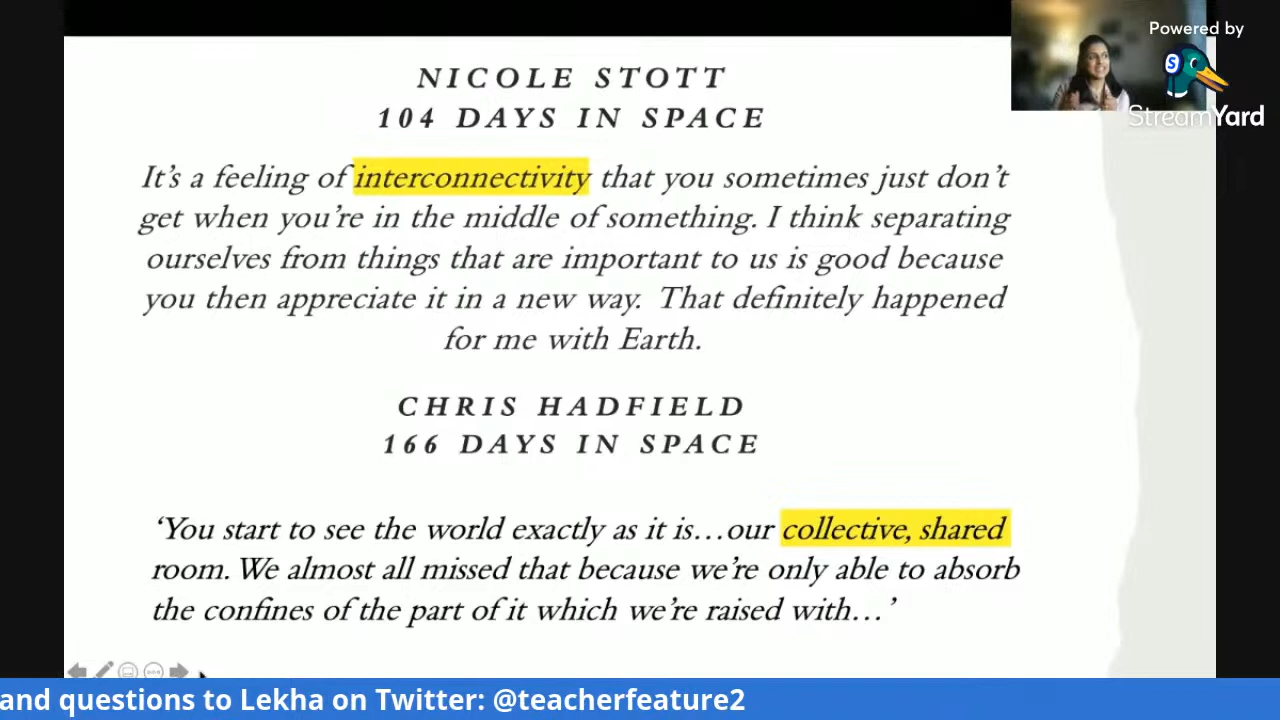 Powered by
StreamYard
NICOLE STOTT
104 DAYS IN SPACE
It’s a feeling of interconnectivity that you sometimes just don’t
get when you’re in the middle of something. I think separating
ourselves from things that are important to us is good because
you then appreciate it in a new way. That definitely happened
for me with Earth.
CHRIS HADFIELD
166 DAYS IN SPACE
‘You start to see the world exactly as it is…our collective, shared
room. We almost all missed that because we’re only able to absorb
the confines of the part of it which we’re raised with…’
and questions to Lekha on Twitter: @teacherfeature2